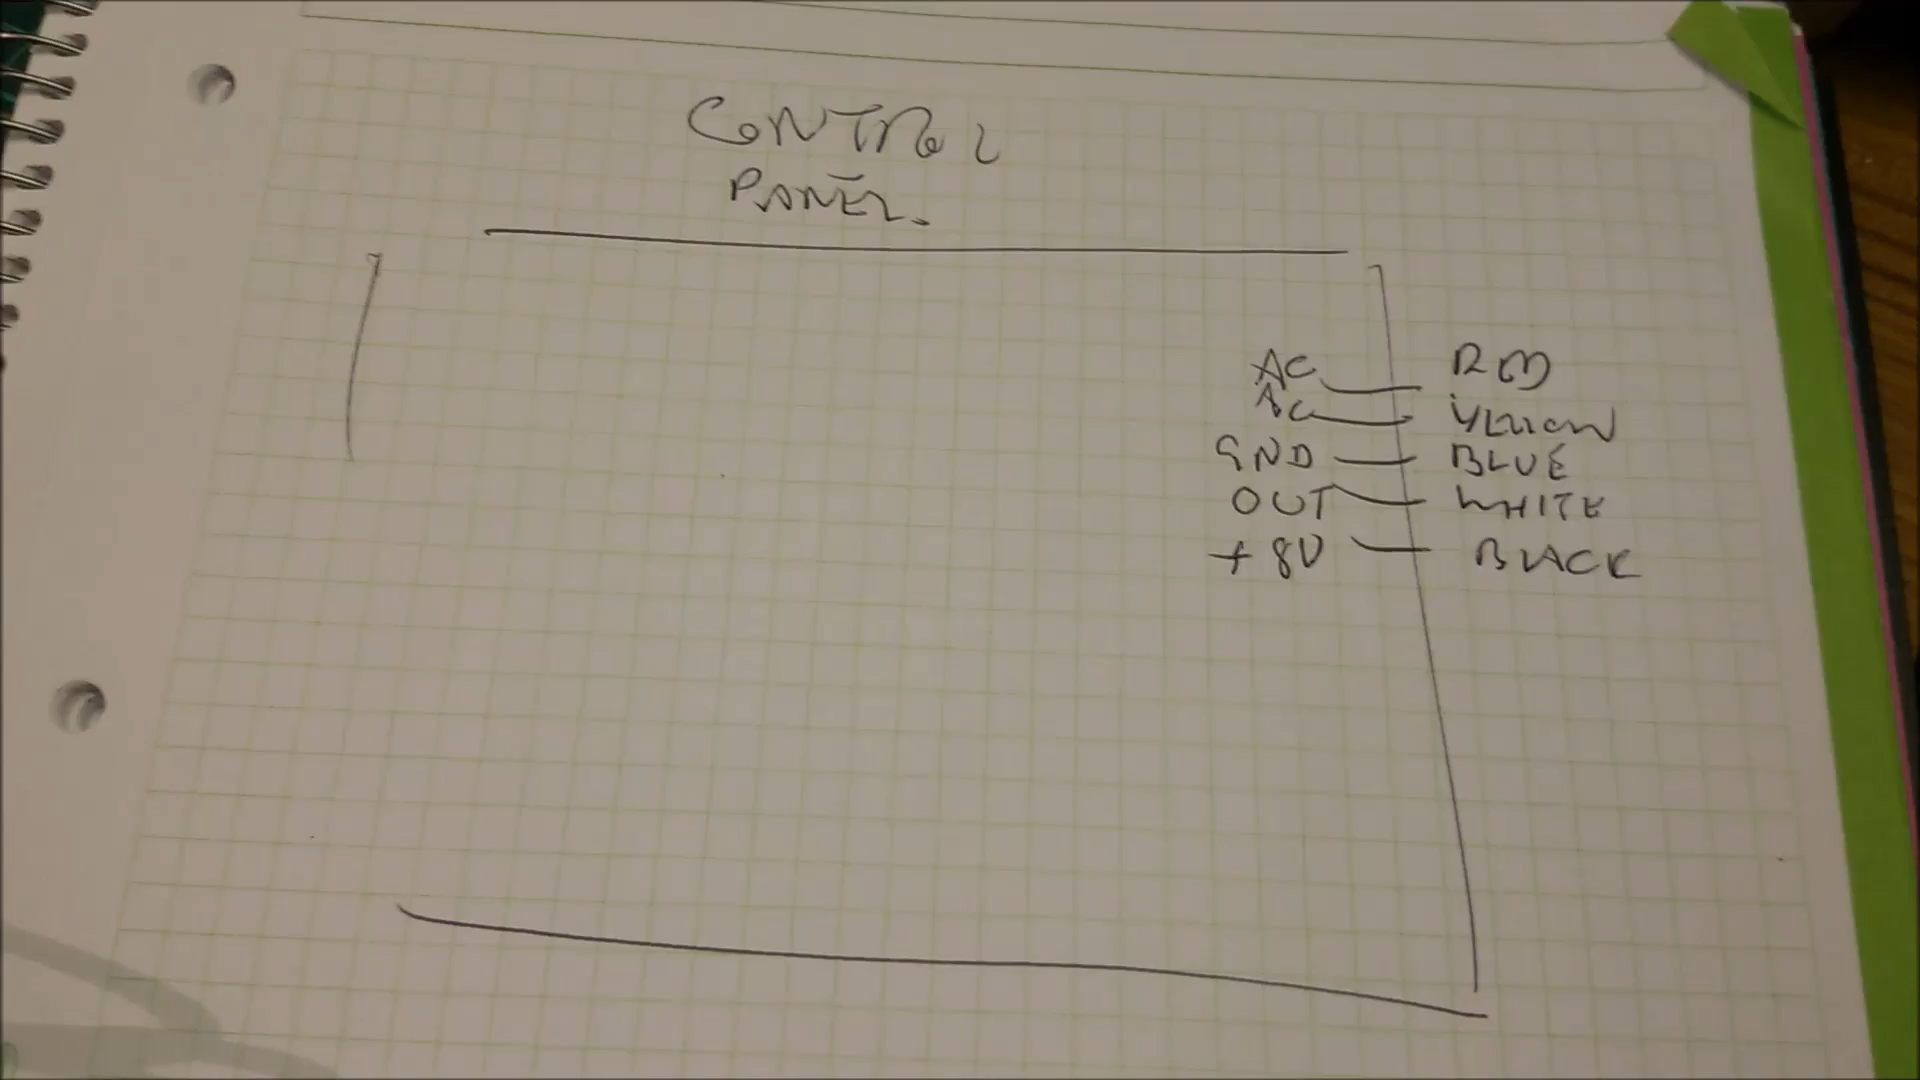 CONTROL
PANEL.
AC RED
AC YELLOW
GND BLUE
OUT WHITE
+8V BLACK